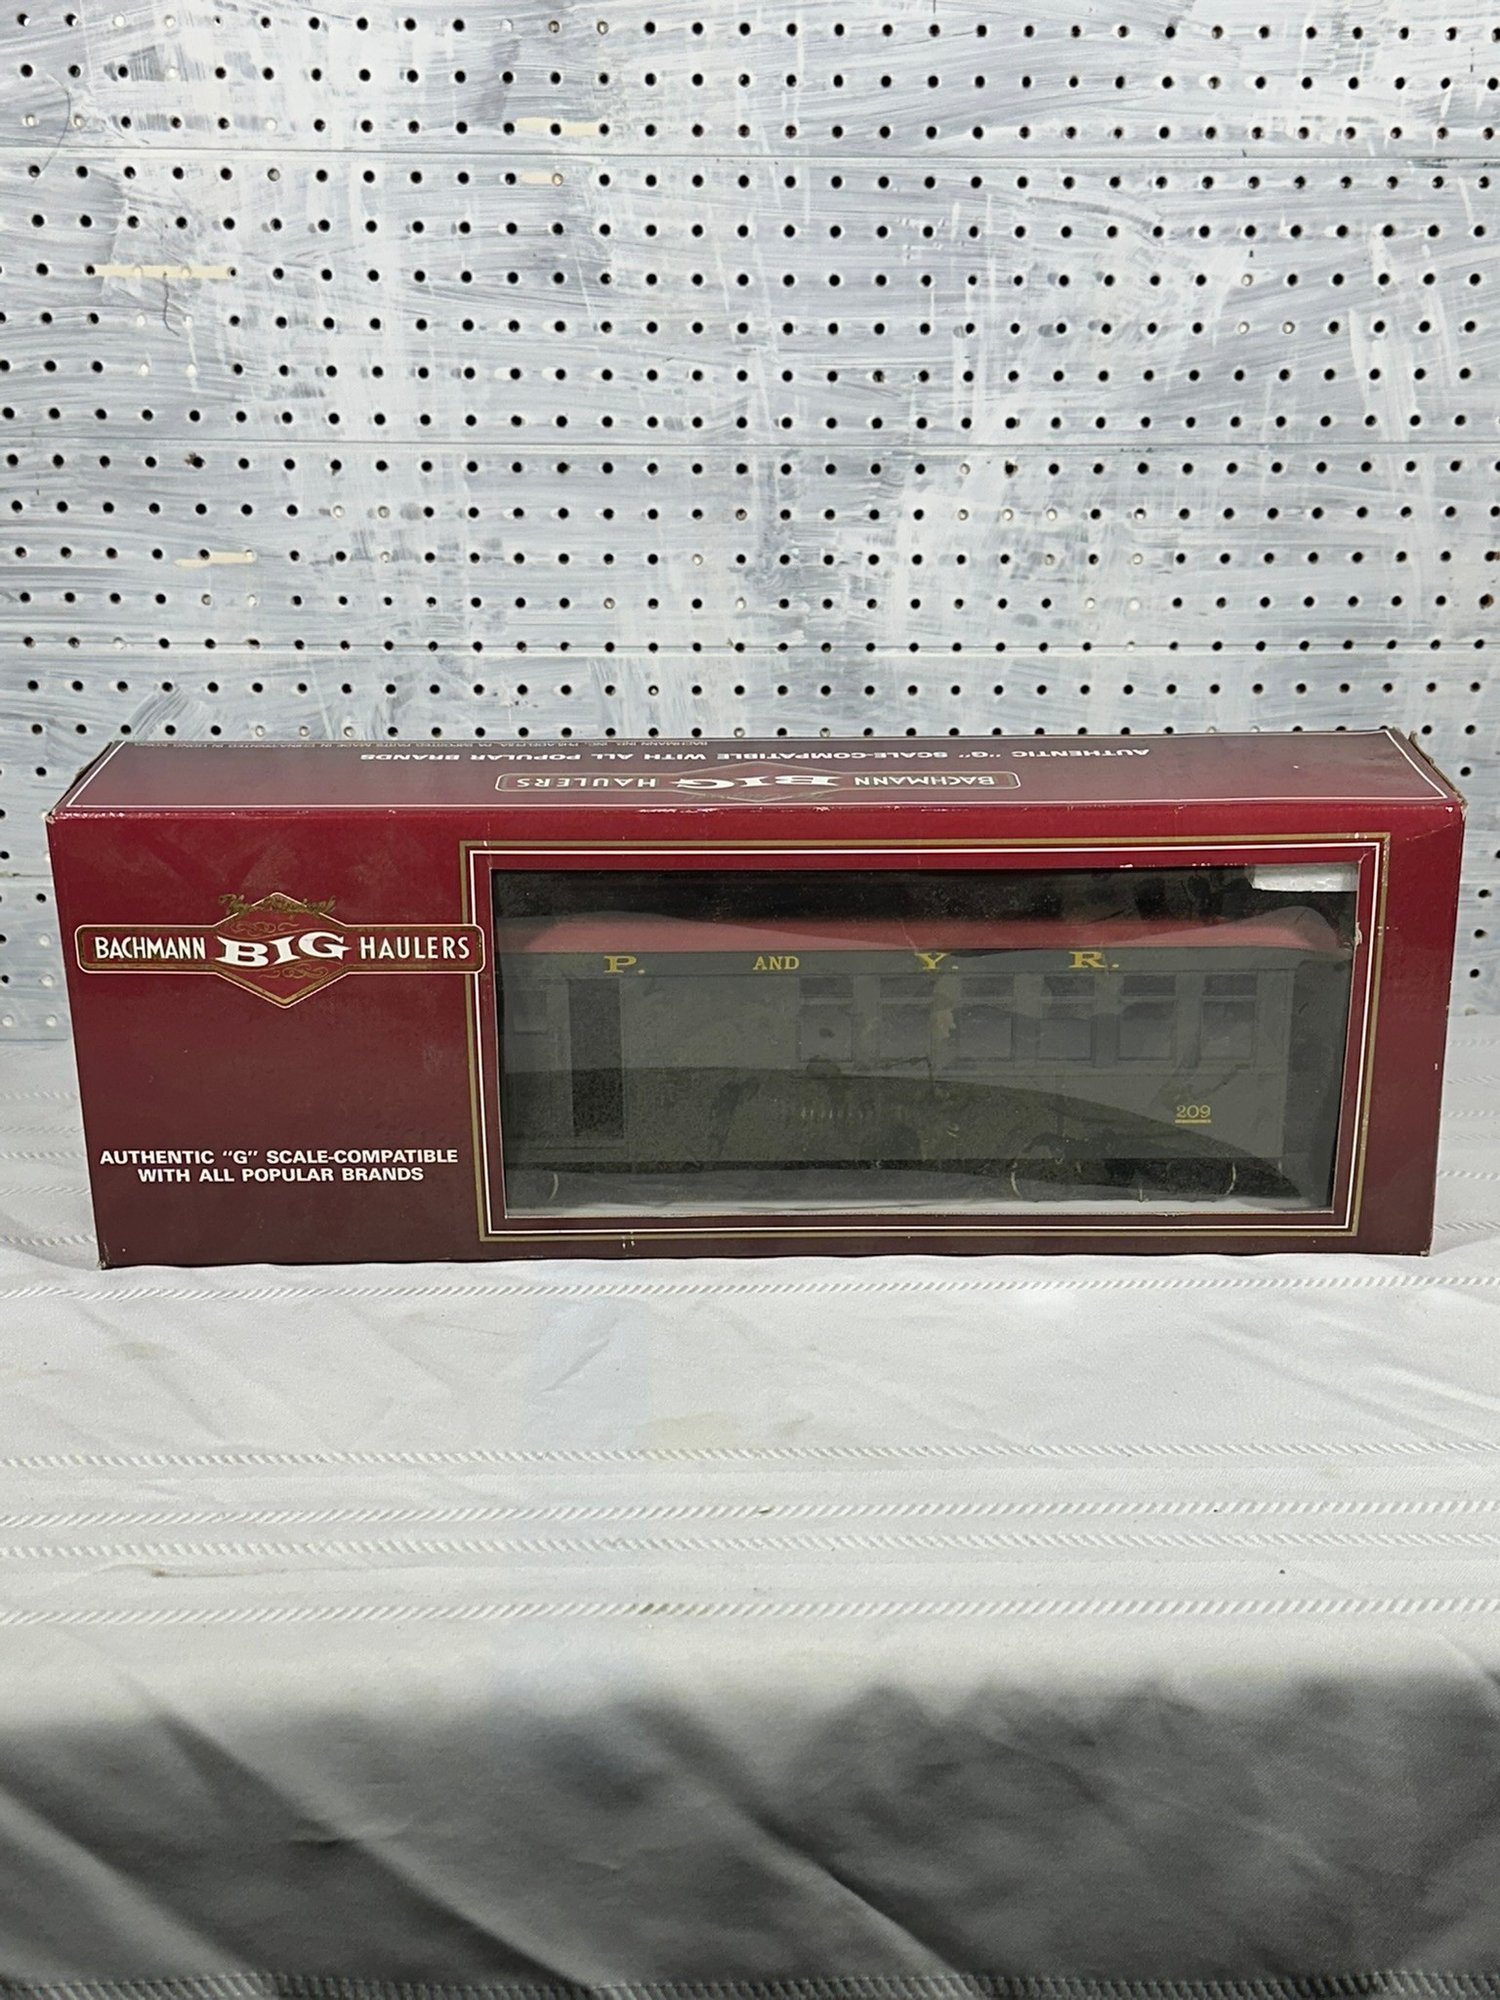 BACHMANN BIG HAULERS
AUTHENTIC "G" SCALE-COMPATIBLE WITH ALL POPULAR BRANDS
BACHMANN BIG HAULERS
AUTHENTIC "G" SCALE-COMPATIBLE
WITH ALL POPULAR BRANDS
P. AND Y. R.
209